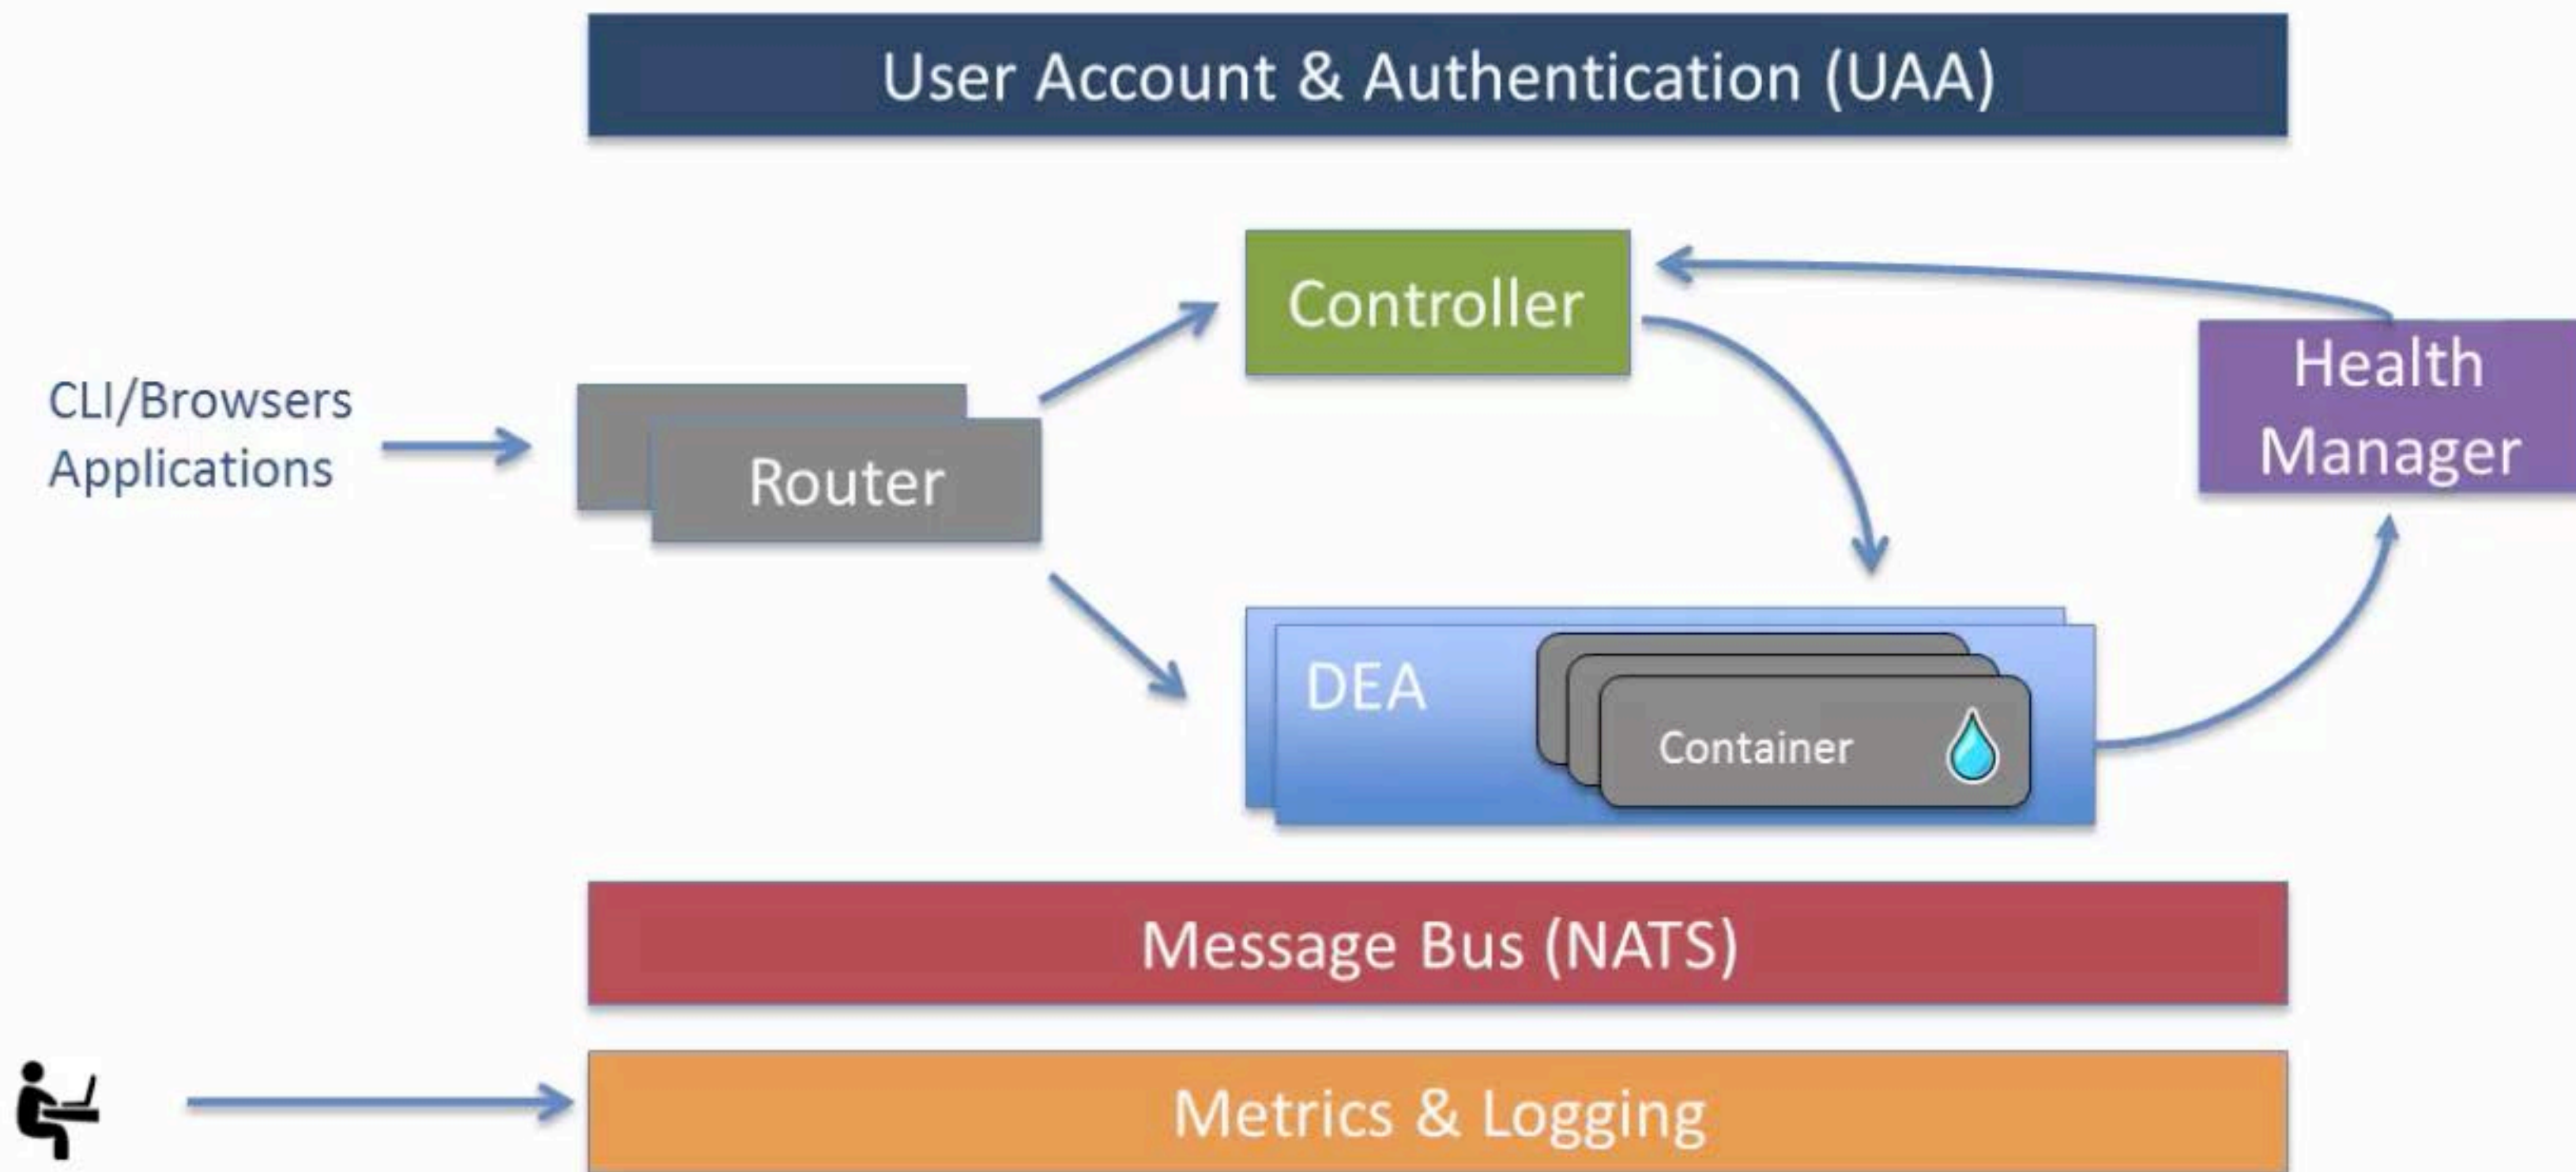 User Account & Authentication (UAA)
Controller
Health
Manager
CLI/Browsers
Applications
Router
DEA
Container
Message Bus (NATS)
Metrics & Logging